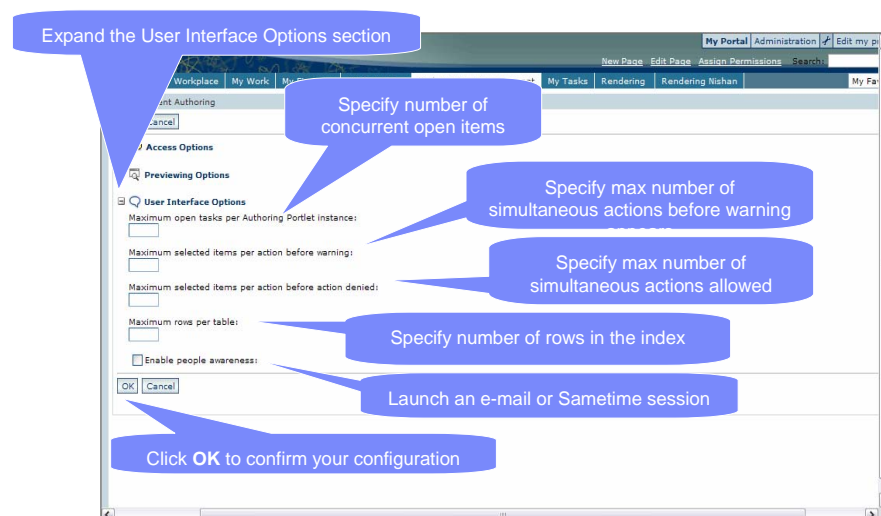 Expand the User Interface Options section
My Portal Administration Edit my
New Page Edit Page Assign Permissions Search:
Workplace My Work My Tasks Rendering Rendering Nishan My
Authoring
Cancel
Specify number of
concurrent open items
Access Options
Previewing Options
User Interface Options
Maximum open tasks per Authoring Portlet instance:
Specify max number of
simultaneous actions before warning
appears
Maximum selected items per action before warning:
Specify max number of
simultaneous actions allowed
Maximum selected items per action before action denied:
Maximum rows per table:
Specify number of rows in the index
Enable people awareness:
Launch an e-mail or Sametime session
OK Cancel
Click OK to confirm your configuration